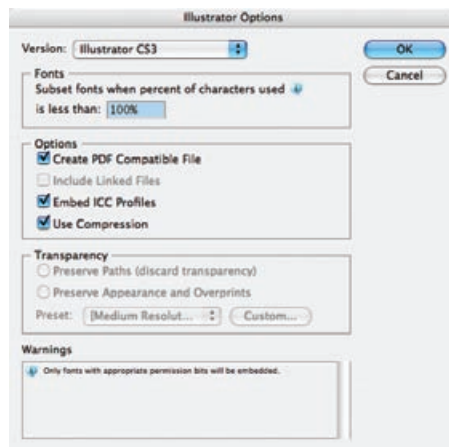 Illustrator Options
Version: Illustrator CS3
OK
Cancel
Fonts
Subset fonts when percent of characters used
is less than: 100%
Options
Create PDF Compatible File
Include Linked Files
Embed ICC Profiles
Use Compression
Transparency
Preserve Paths (discard transparency)
Preserve Appearance and Overprints
Preset: [Medium Resolut... Custom...
Warnings
Only fonts with appropriate permission bits will be embedded.